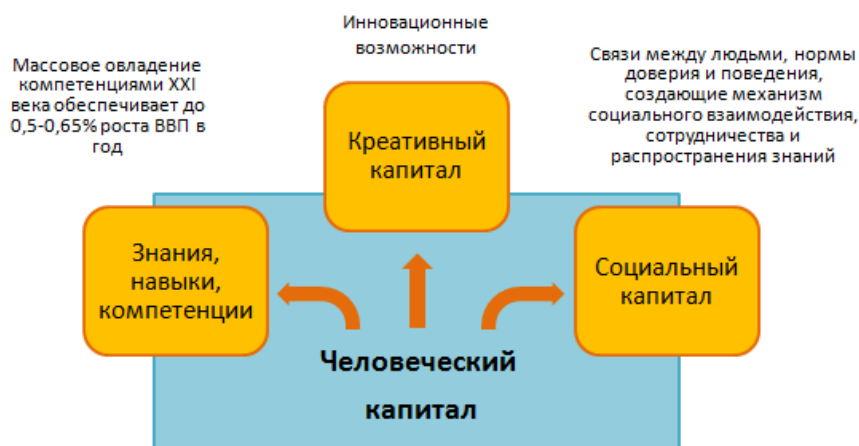 Инновационные
возможности
Массовое овладение
компетенциями XXI
века обеспечивает до
0,5-0,65% роста ВВП в
год
Связи между людьми, нормы
доверия и поведения,
создающие механизм
социального взаимодействия,
сотрудничества и
распространения знаний
Креативный
капитал
Знания,
навыки,
компетенции
Социальный
капитал
Человеческий
капитал